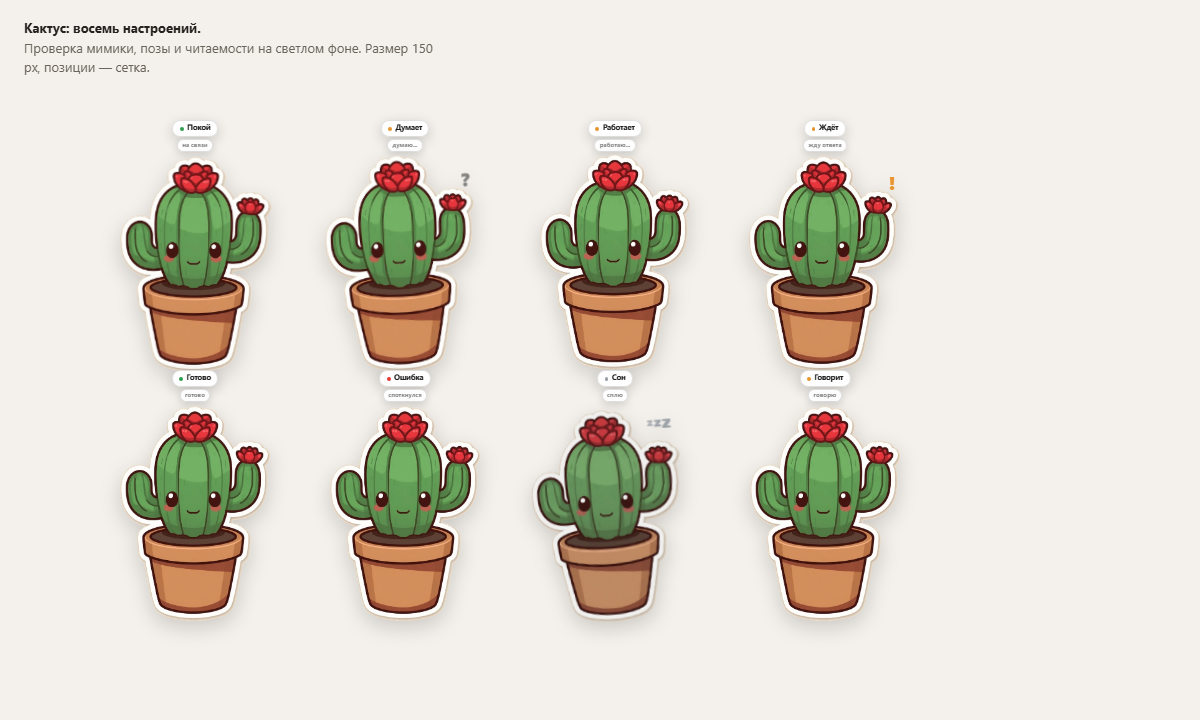 Кактус: восемь настроений.
Проверка мимики, позы и читаемости на светлом фоне. Размер 150
px, позиции — сетка.
Покой
на связи
Думает
думаю...
?
Работает
работаю...
Ждёт
жду ответа
!
Готово
готово
Ошибка
споткнулся
Сон
сплю
zzZ
Говорит
говорю